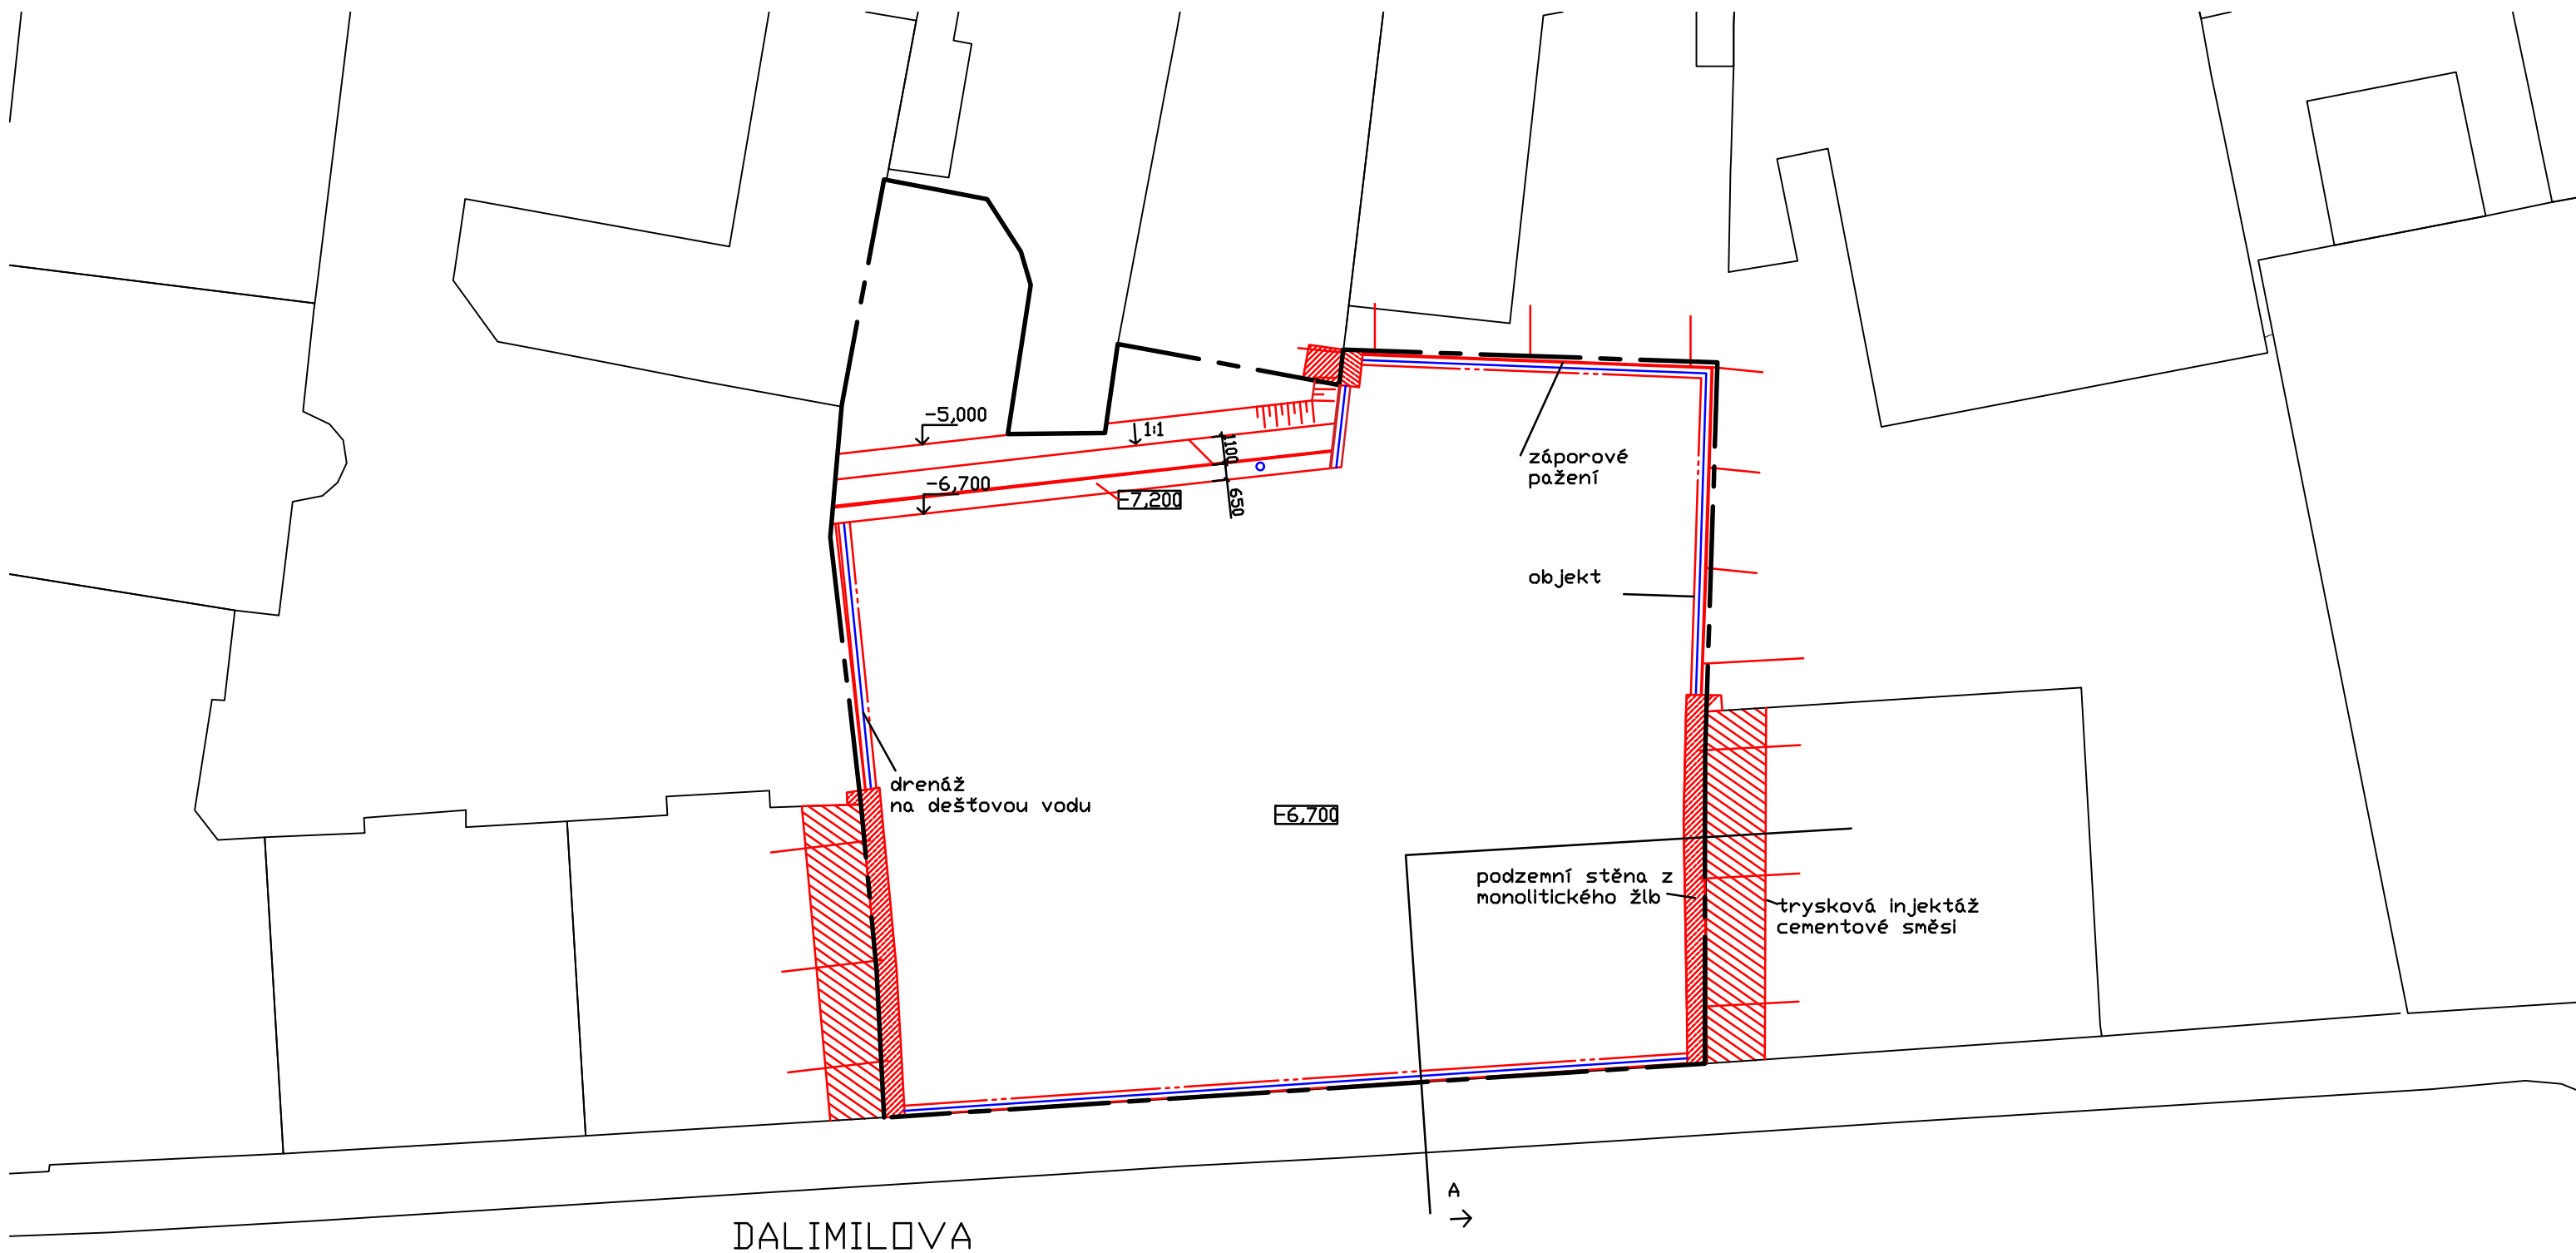 -5,000
1:1
1100
-6,700
-7,200
650
záporové
pažení
objekt
drenáž
na dešťovou vodu
-6,700
podzemní stěna z
monolitického žlb
trysková injektáž
cementové směsi
A
DALIMILOVA